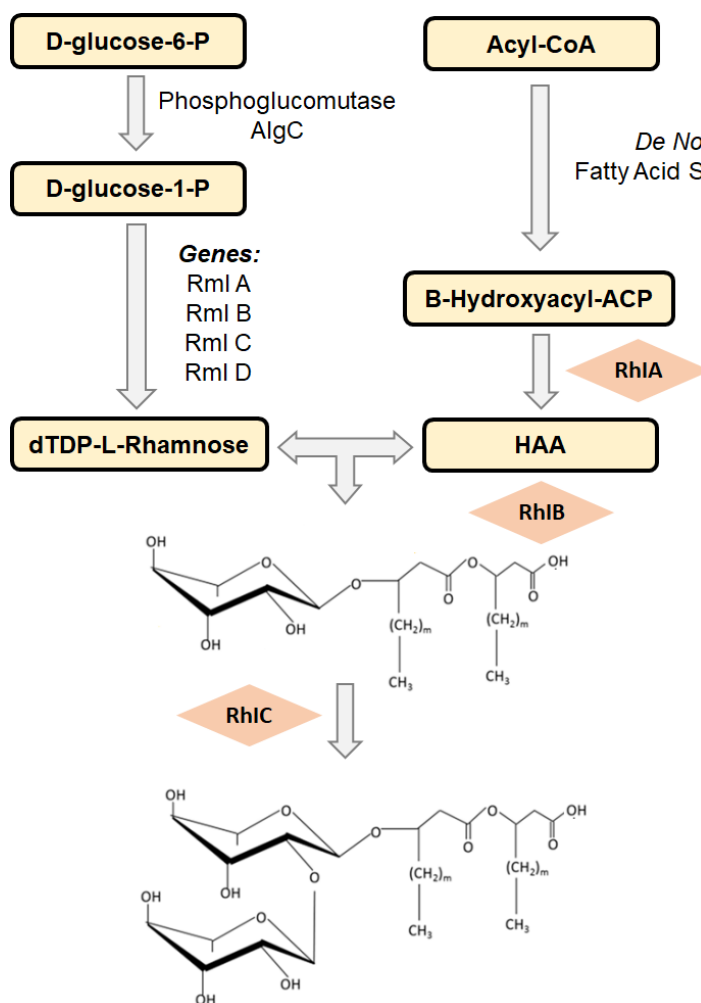 D-glucose-6-P
Acyl-CoA
Phosphoglucomutase
AlgC
De No
Fatty Acid S
D-glucose-1-P
Genes:
Rml A
Rml B
Rml C
Rml D
B-Hydroxyacyl-ACP
RhlA
dTDP-L-Rhamnose
HAA
RhlB
OH
O
O
O
O
O
OH
OH
OH
(CH2)m
(CH2)m
CH3
CH3
RhlC
OH
O
O
O
O
O
OH
OH
O
(CH2)m
(CH2)m
OH
O
CH3
CH3
OH
OH